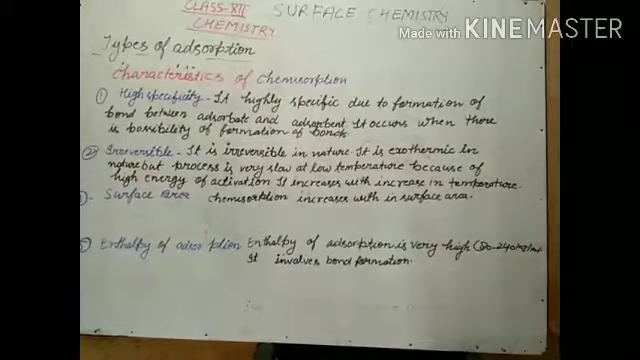 CLASS-XII SURFACE CHEMISTRY
CHEMISTRY
Made with KINEMASTER
Types of adsorption
Characteristics of chemisorption
① High specificity - It highly specific due to formation of
bond between adsorbate and adsorbent. It occurs when there
is possibility of formation of bonds.
② Irreversible - It is irreversible in nature. It is exothermic in
nature but process is very slow at low temperature because of
high energy of activation It increases with increase in temperature.
Surface Area chemisorption increases with in surface area.
Enthalpy of adsorption Enthalpy of adsorption is very high (80-240
It involves bond formation.